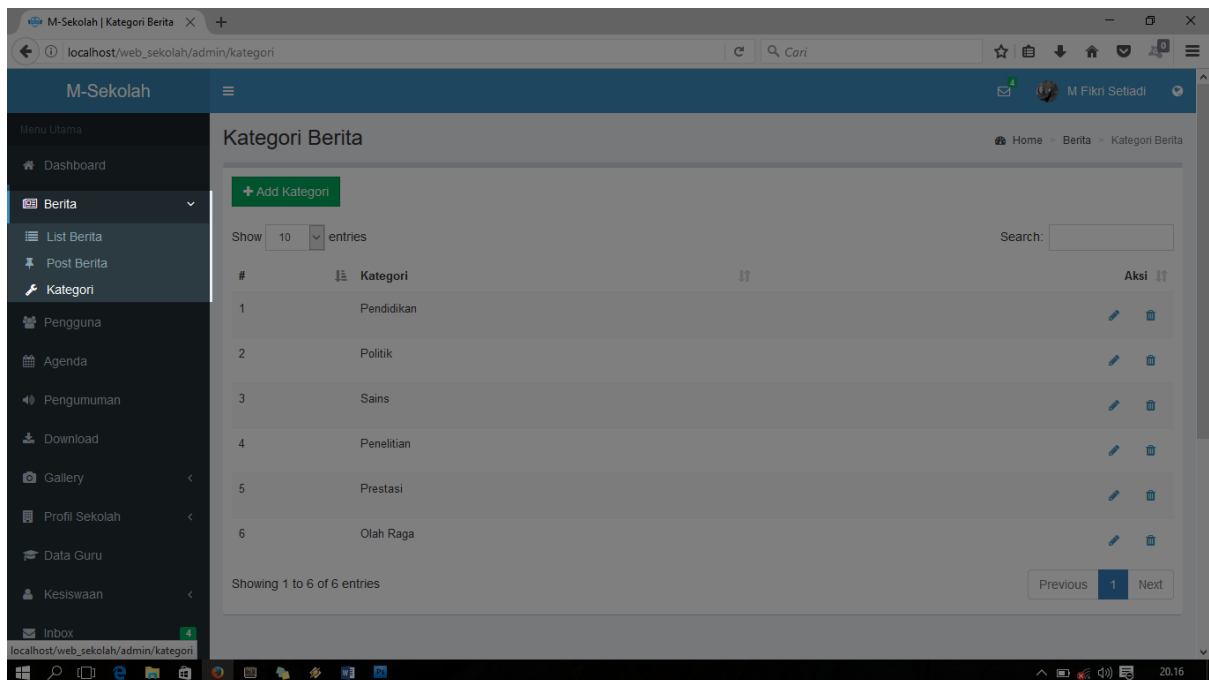 M-Sekolah | Kategori Berita
localhost/web_sekolah/admin/kategori
Cari
0
M-Sekolah
4
M Fikri Setiadi
Menu Utama
Dashboard
Berita
List Berita
Post Berita
Kategori
Pengguna
Agenda
Pengumuman
Download
Gallery
Profil Sekolah
Data Guru
Kesiswaan
Inbox 4
Kategori Berita
Home > Berita > Kategori Berita
+ Add Kategori
Show 10 entries
Search:
# Kategori Aksi
1 Pendidikan
2 Politik
3 Sains
4 Penelitian
5 Prestasi
6 Olah Raga
Showing 1 to 6 of 6 entries
Previous 1 Next
localhost/web_sekolah/admin/kategori
20.16